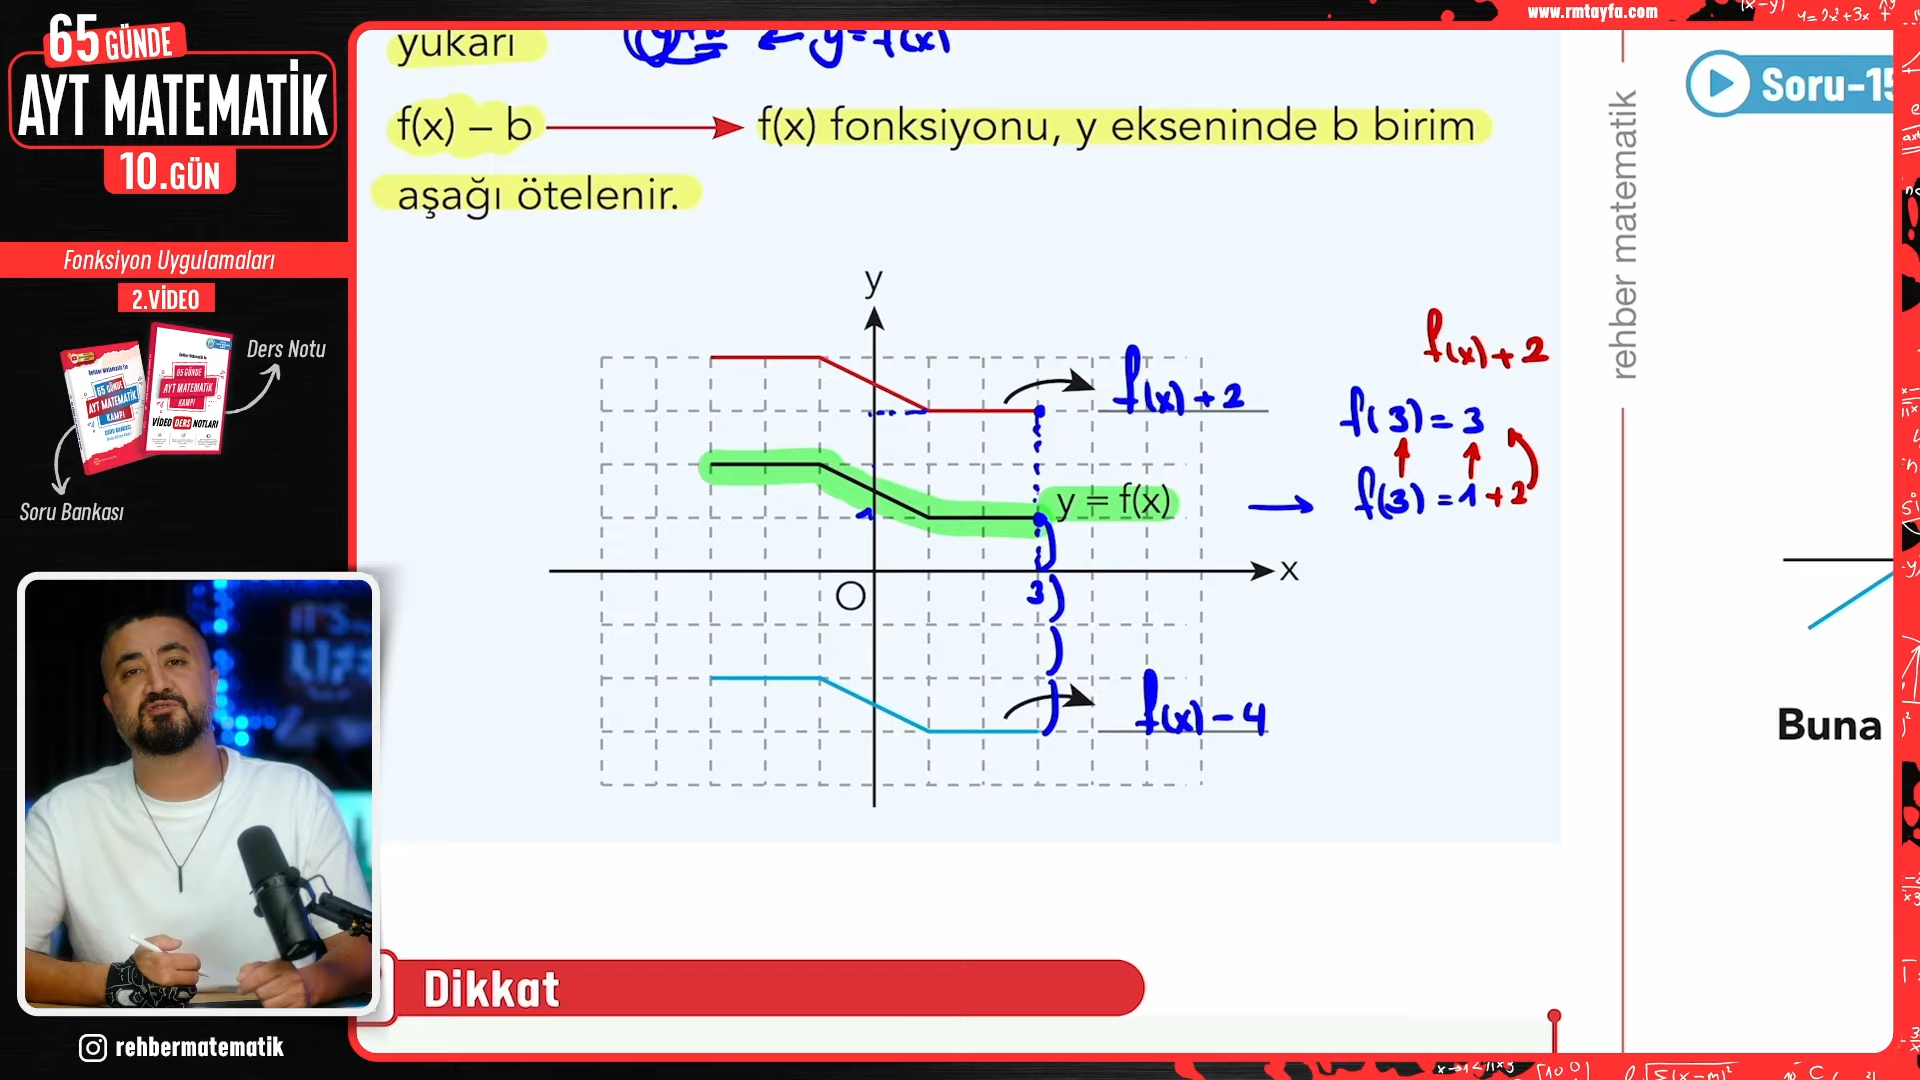 www.rmtayfa.com
65 GÜNDE
AYT MATEMATİK
10.GÜN
Fonksiyon Uygulamaları
2.VİDEO
Ders Notu
Soru Bankası
rehbermatematik
yukarı
y = f(x)
f(x) – b
f(x) fonksiyonu, y ekseninde b birim
aşağı ötelenir.
y
f(x)+2
f(x)+2
f(3)=3
y = f(x)
f(3)=1+2
1
x
O
3
f(x)-4
Dikkat
rehber matematik
Soru-15
Buna